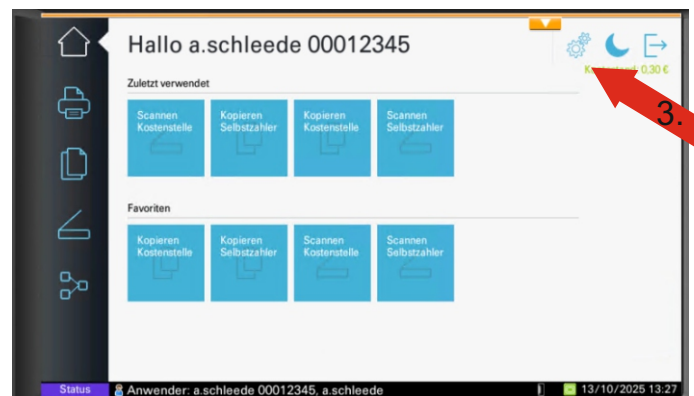 Hallo a.schleede 00012345
0,30 €
3.
Zuletzt verwendet
Scannen Kostenstelle
Kopieren Selbstzahler
Kopieren Kostenstelle
Scannen Selbstzahler
Favoriten
Kopieren Kostenstelle
Kopieren Selbstzahler
Scannen Kostenstelle
Scannen Selbstzahler
Status
Anwender: a.schleede 00012345, a.schleede
13/10/2025 13:27